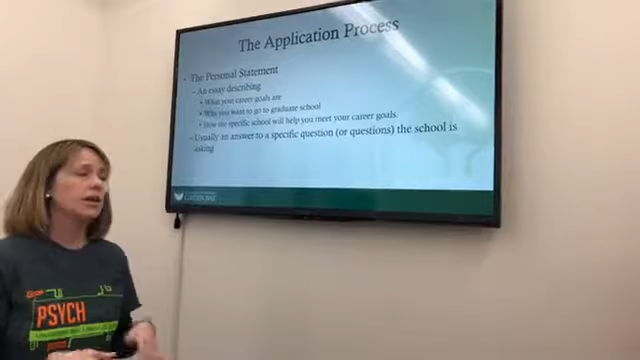 The Application Process
• The Personal Statement
– An essay describing
• What your career goals are
• Why you want to go to graduate school
• How the specific school will help you meet your career goals.
– Usually an answer to a specific question (or questions) the school is
asking
PSYCH